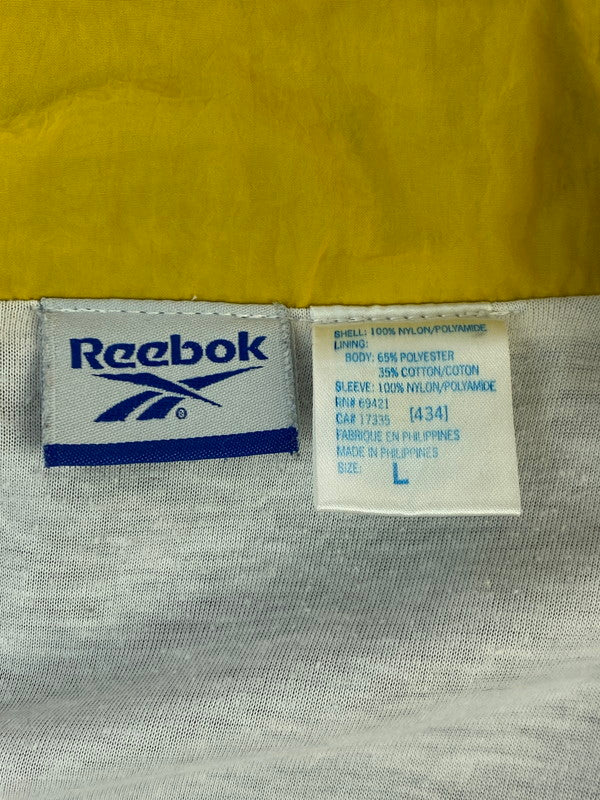 Reebok
®
SHELL: 100% NYLON/POLYAMIDE
LINING:
BODY: 65% POLYESTER
35% COTTON/COTON
SLEEVE: 100% NYLON/POLYAMIDE
RN# 69421
CA# 17335 [434]
FABRIQUE EN PHILIPPINES
MADE IN PHILIPPINES
SIZE: L